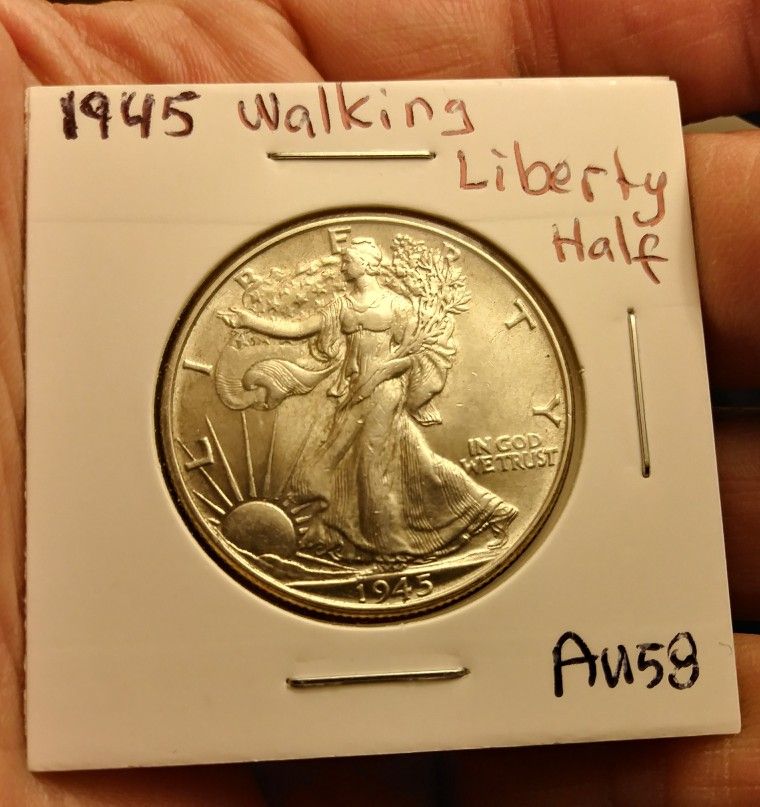 1945 Walking
Liberty
Half
LIBERTY
IN GOD
WE TRUST
1945
AU58